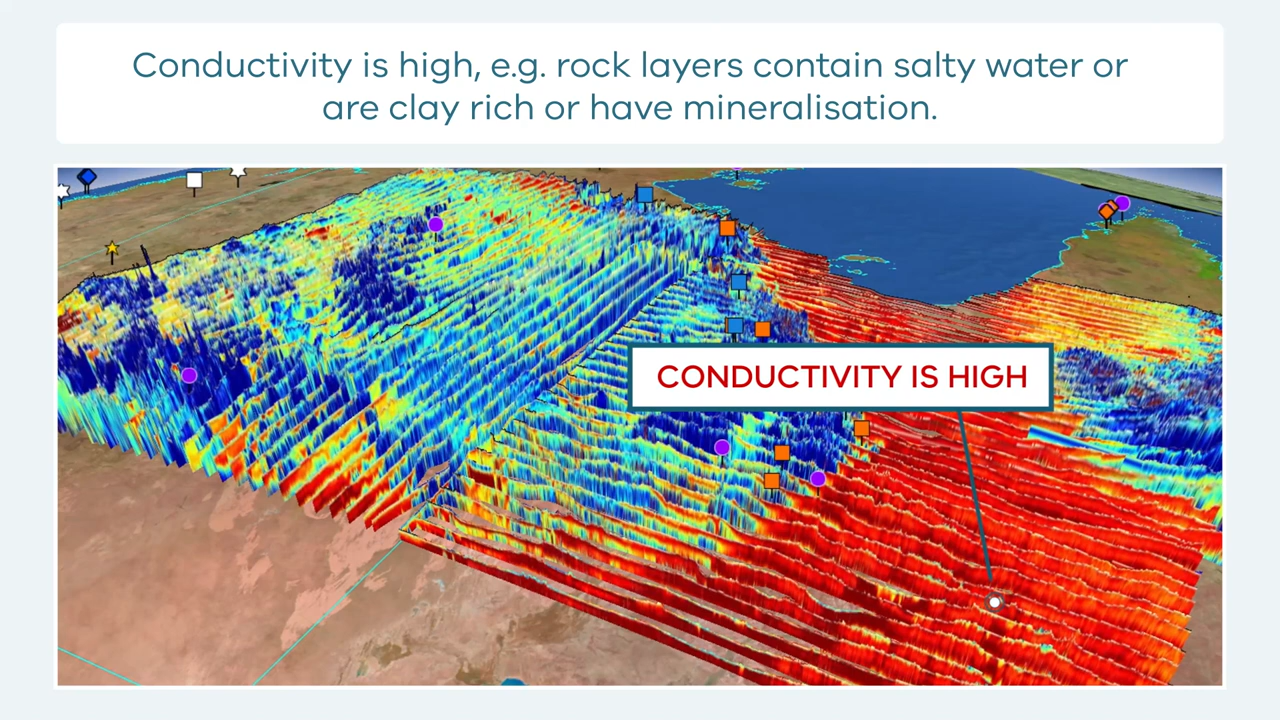 Conductivity is high, e.g. rock layers contain salty water or
are clay rich or have mineralisation.
CONDUCTIVITY IS HIGH